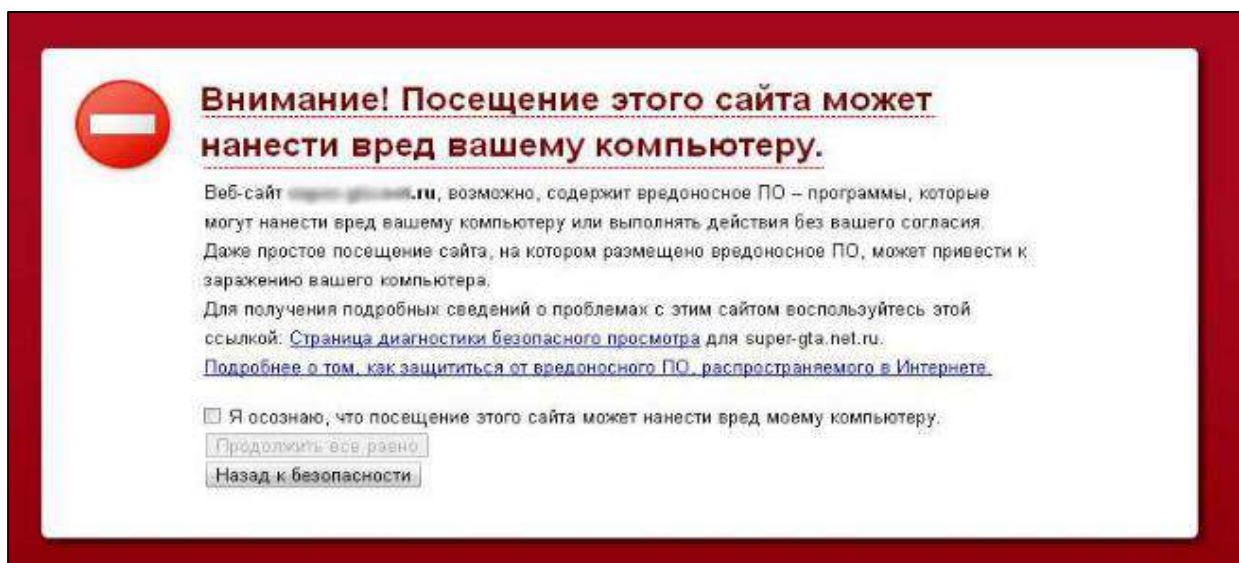 Внимание! Посещение этого сайта может
нанести вред вашему компьютеру.
Веб-сайт .ru, возможно, содержит вредоносное ПО – программы, которые
могут нанести вред вашему компьютеру или выполнять действия без вашего согласия.
Даже простое посещение сайта, на котором размещено вредоносное ПО, может привести к
заражению вашего компьютера.
Для получения подробных сведений о проблемах с этим сайтом воспользуйтесь этой
ссылкой: Страница диагностики безопасного просмотра для super-gta.net.ru.
Подробнее о том, как защититься от вредоносного ПО, распространяемого в Интернете.
Я осознаю, что посещение этого сайта может нанести вред моему компьютеру.
Продолжить все равно
Назад к безопасности